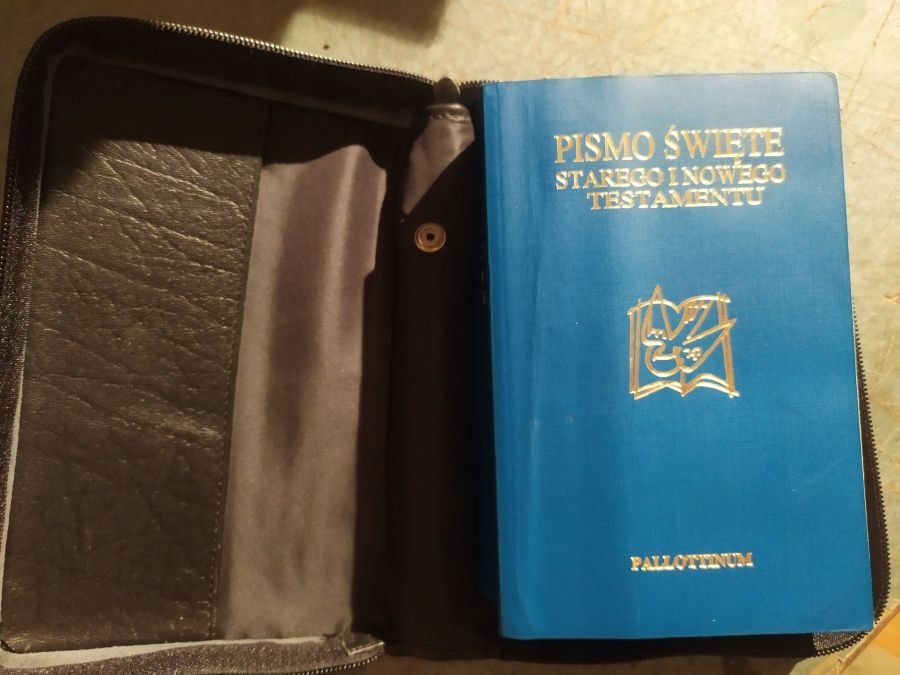 PISMO ŚWIĘTE
STAREGO I NOWEGO
TESTAMENTU
PALLOTTINUM